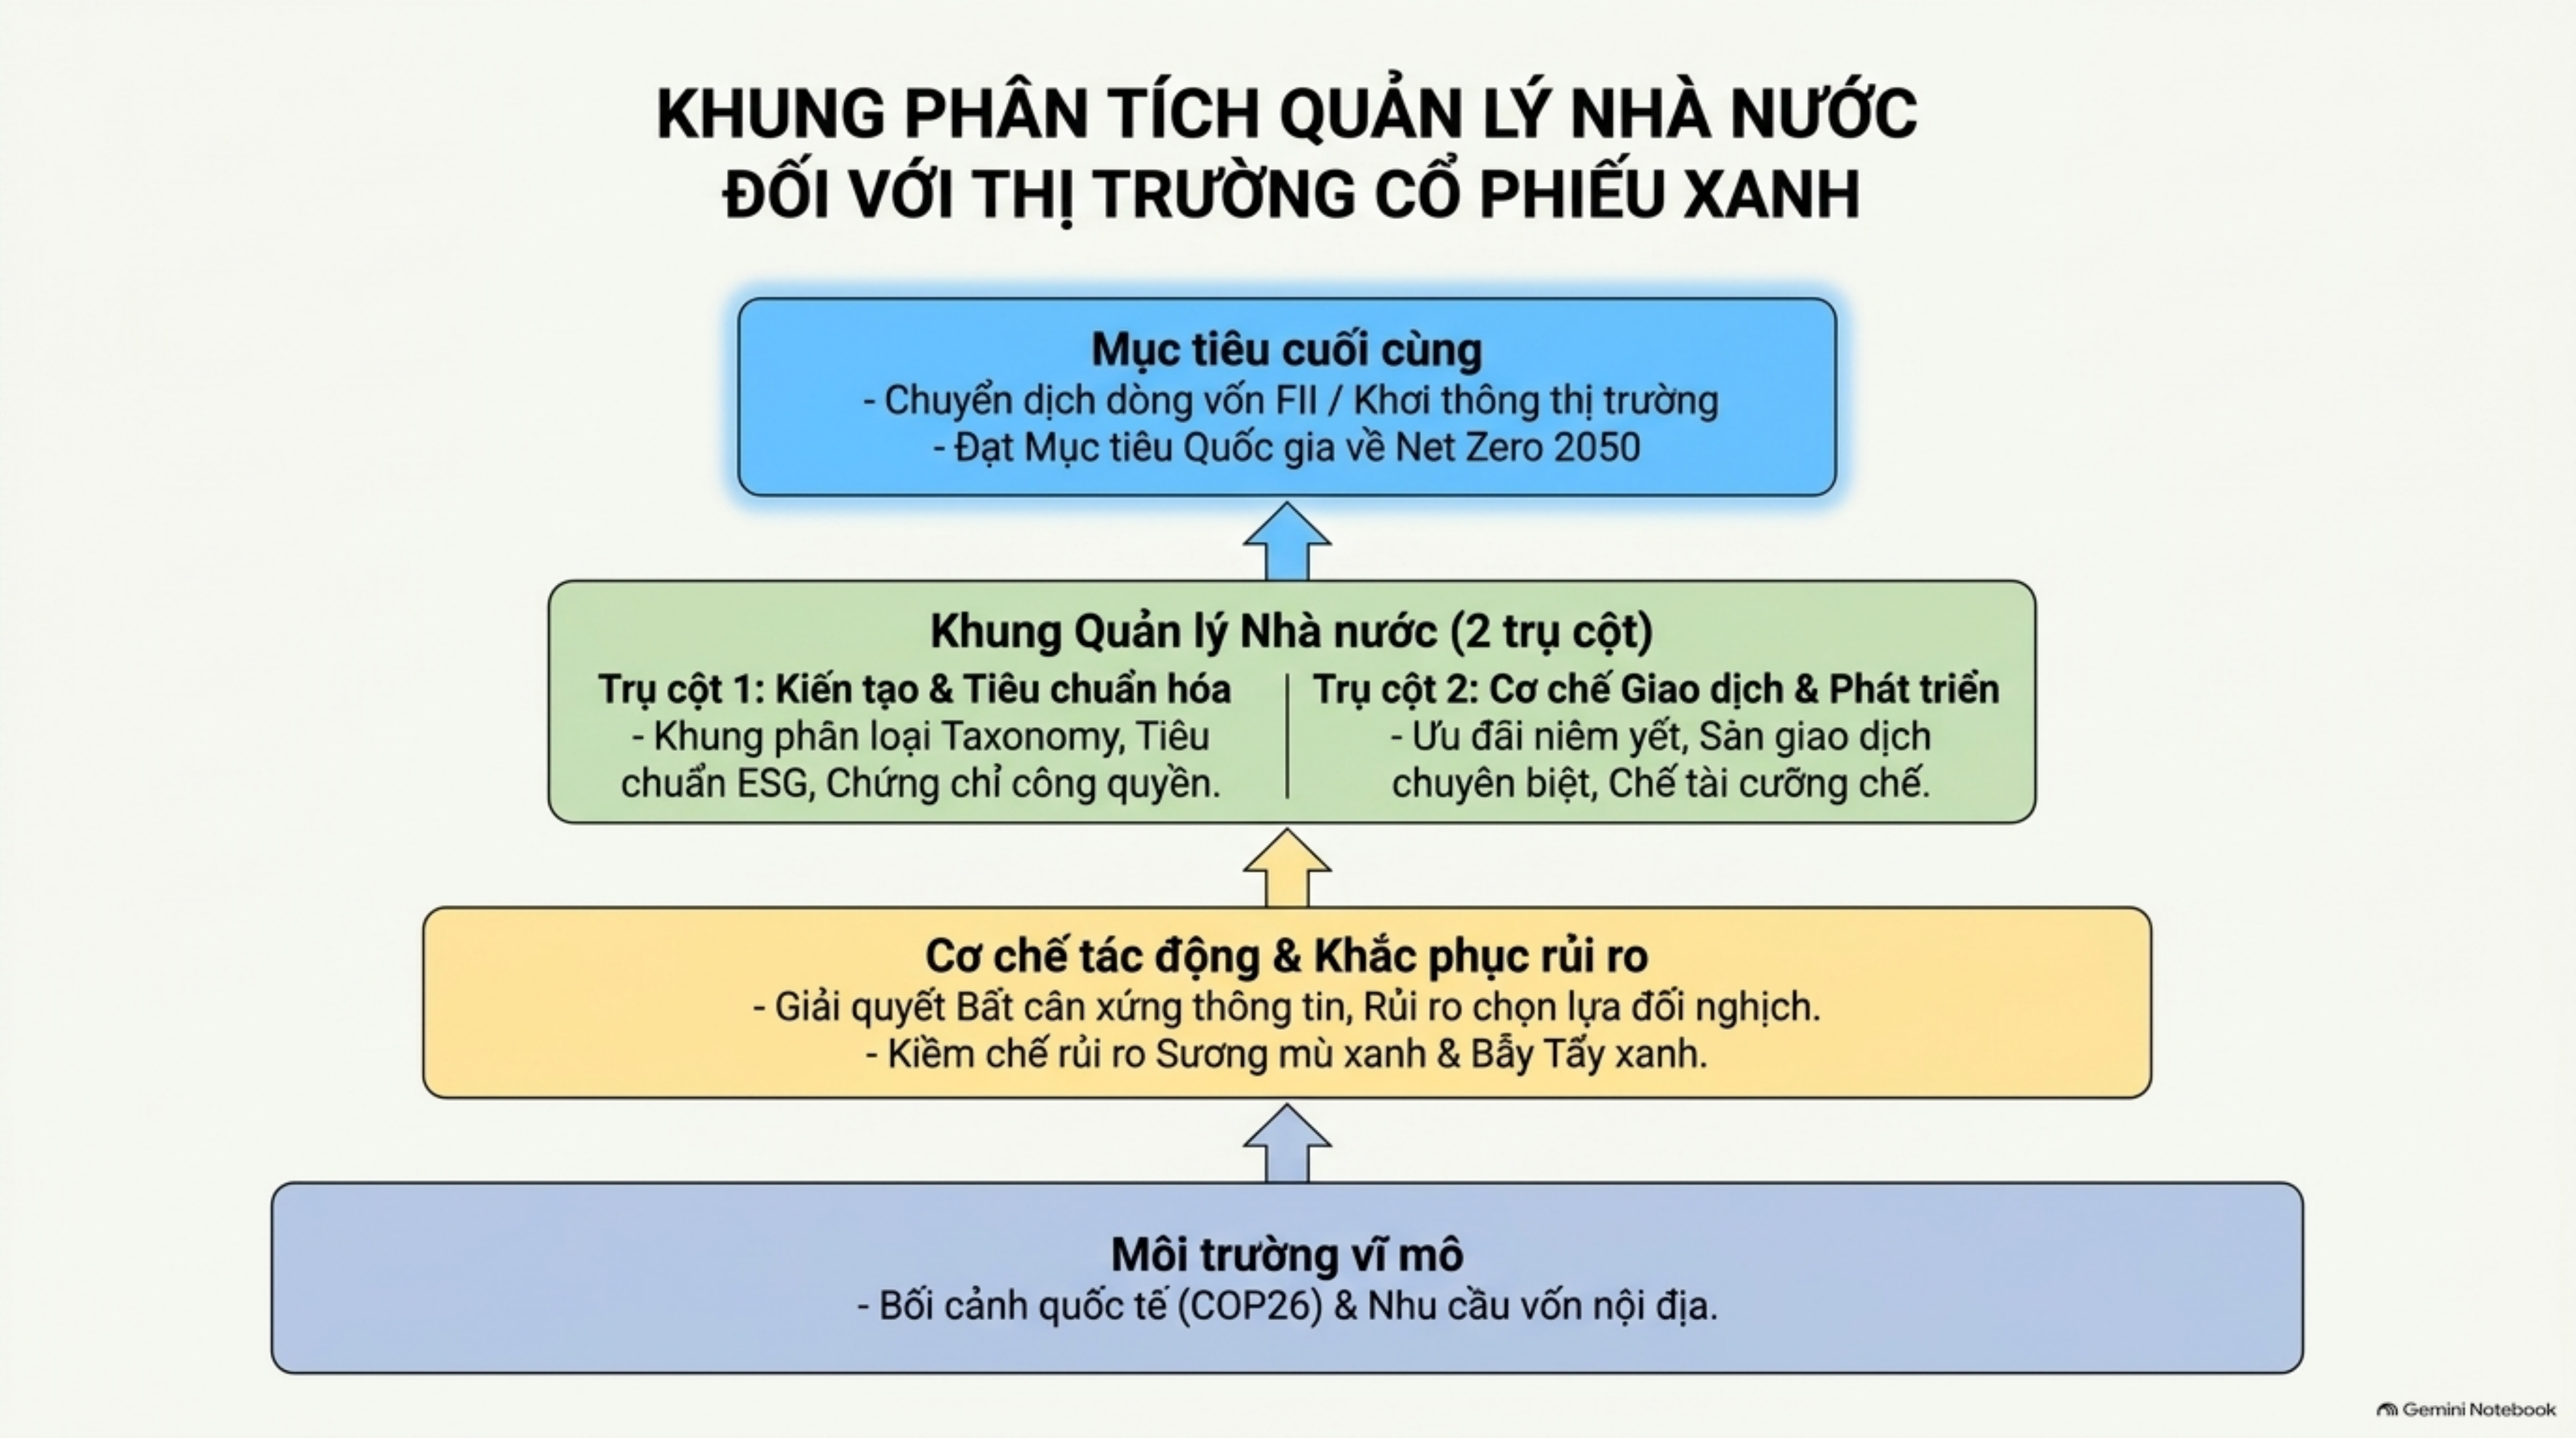 KHUNG PHÂN TÍCH QUẢN LÝ NHÀ NƯỚC
ĐỐI VỚI THỊ TRƯỜNG CỔ PHIẾU XANH
Mục tiêu cuối cùng
- Chuyển dịch dòng vốn FII / Khơi thông thị trường
- Đạt Mục tiêu Quốc gia về Net Zero 2050
Khung Quản lý Nhà nước (2 trụ cột)
Trụ cột 1: Kiến tạo & Tiêu chuẩn hóa
- Khung phân loại Taxonomy, Tiêu
chuẩn ESG, Chứng chỉ công quyền.
Trụ cột 2: Cơ chế Giao dịch & Phát triển
- Ưu đãi niêm yết, Sàn giao dịch
chuyên biệt, Chế tài cưỡng chế.
Cơ chế tác động & Khắc phục rủi ro
- Giải quyết Bất cân xứng thông tin, Rủi ro chọn lựa đối nghịch.
- Kiềm chế rủi ro Sương mù xanh & Bẫy Tẩy xanh.
Môi trường vĩ mô
- Bối cảnh quốc tế (COP26) & Nhu cầu vốn nội địa.
Gemini Notebook